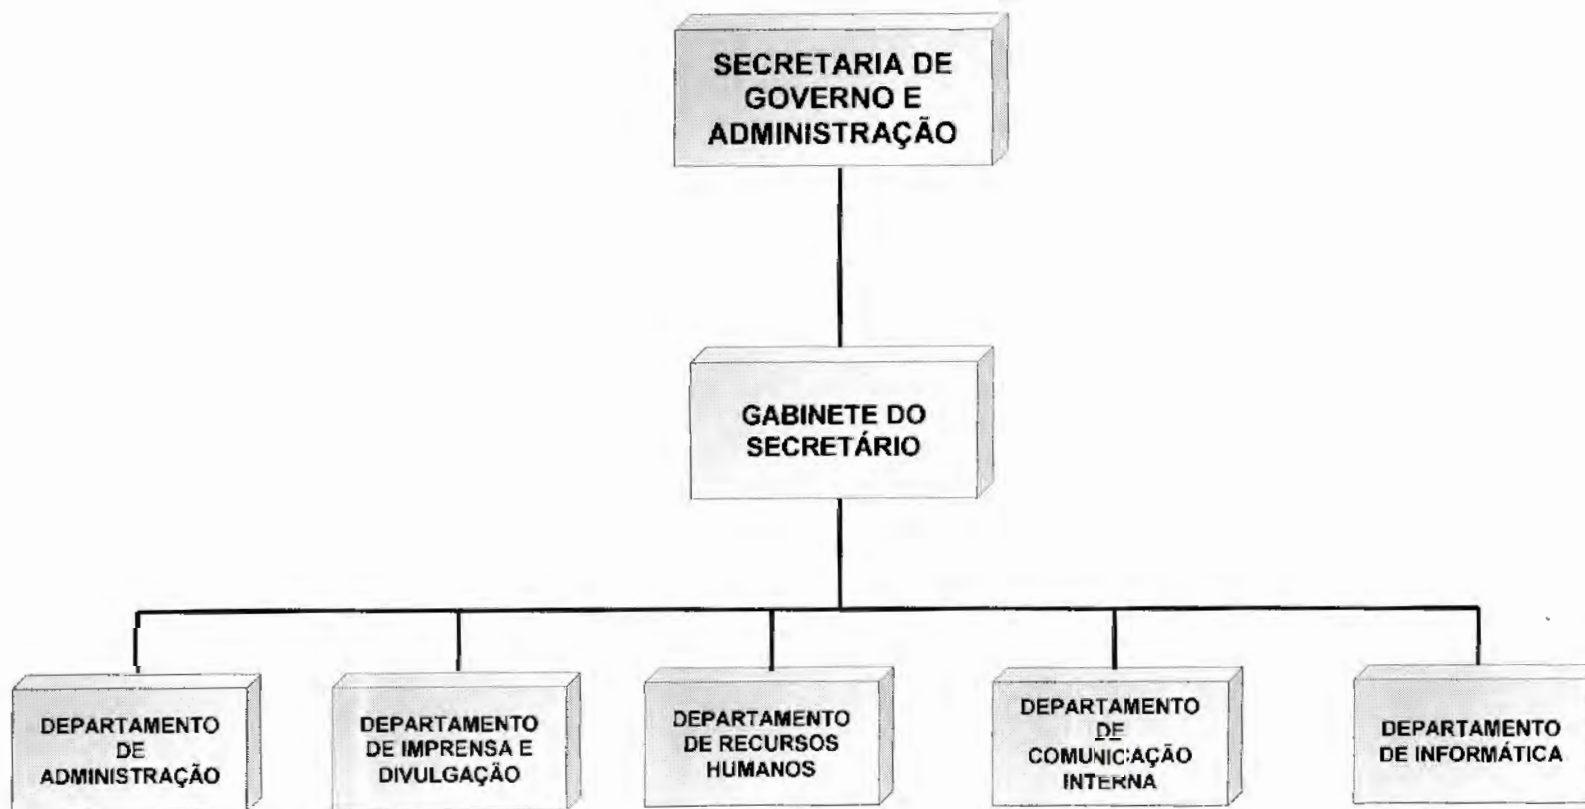 SECRETARIA DE
GOVERNO E
ADMINISTRAÇÃO
GABINETE DO
SECRETÁRIO
DEPARTAMENTO
DE
ADMINISTRAÇÃO
DEPARTAMENTO
DE IMPRENSA E
DIVULGAÇÃO
DEPARTAMENTO
DE RECURSOS
HUMANOS
DEPARTAMENTO
DE
COMUNICAÇÃO
INTERNA
DEPARTAMENTO
DE INFORMÁTICA